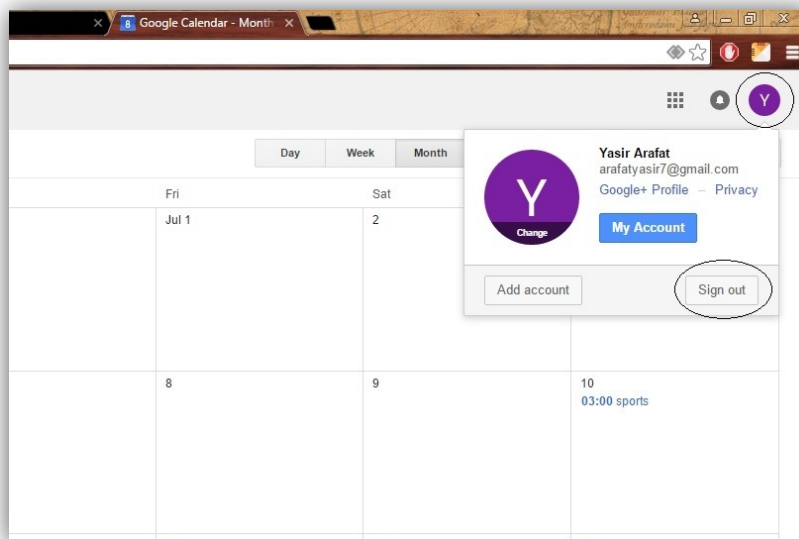 8 Google Calendar - Month
Y
Day Week Month
Yasir Arafat
arafatyasir7@gmail.com
Google+ Profile – Privacy
My Account
Y
Change
Add account Sign out
Fri Sat
Jul 1 2
8 9 10
03:00 sports